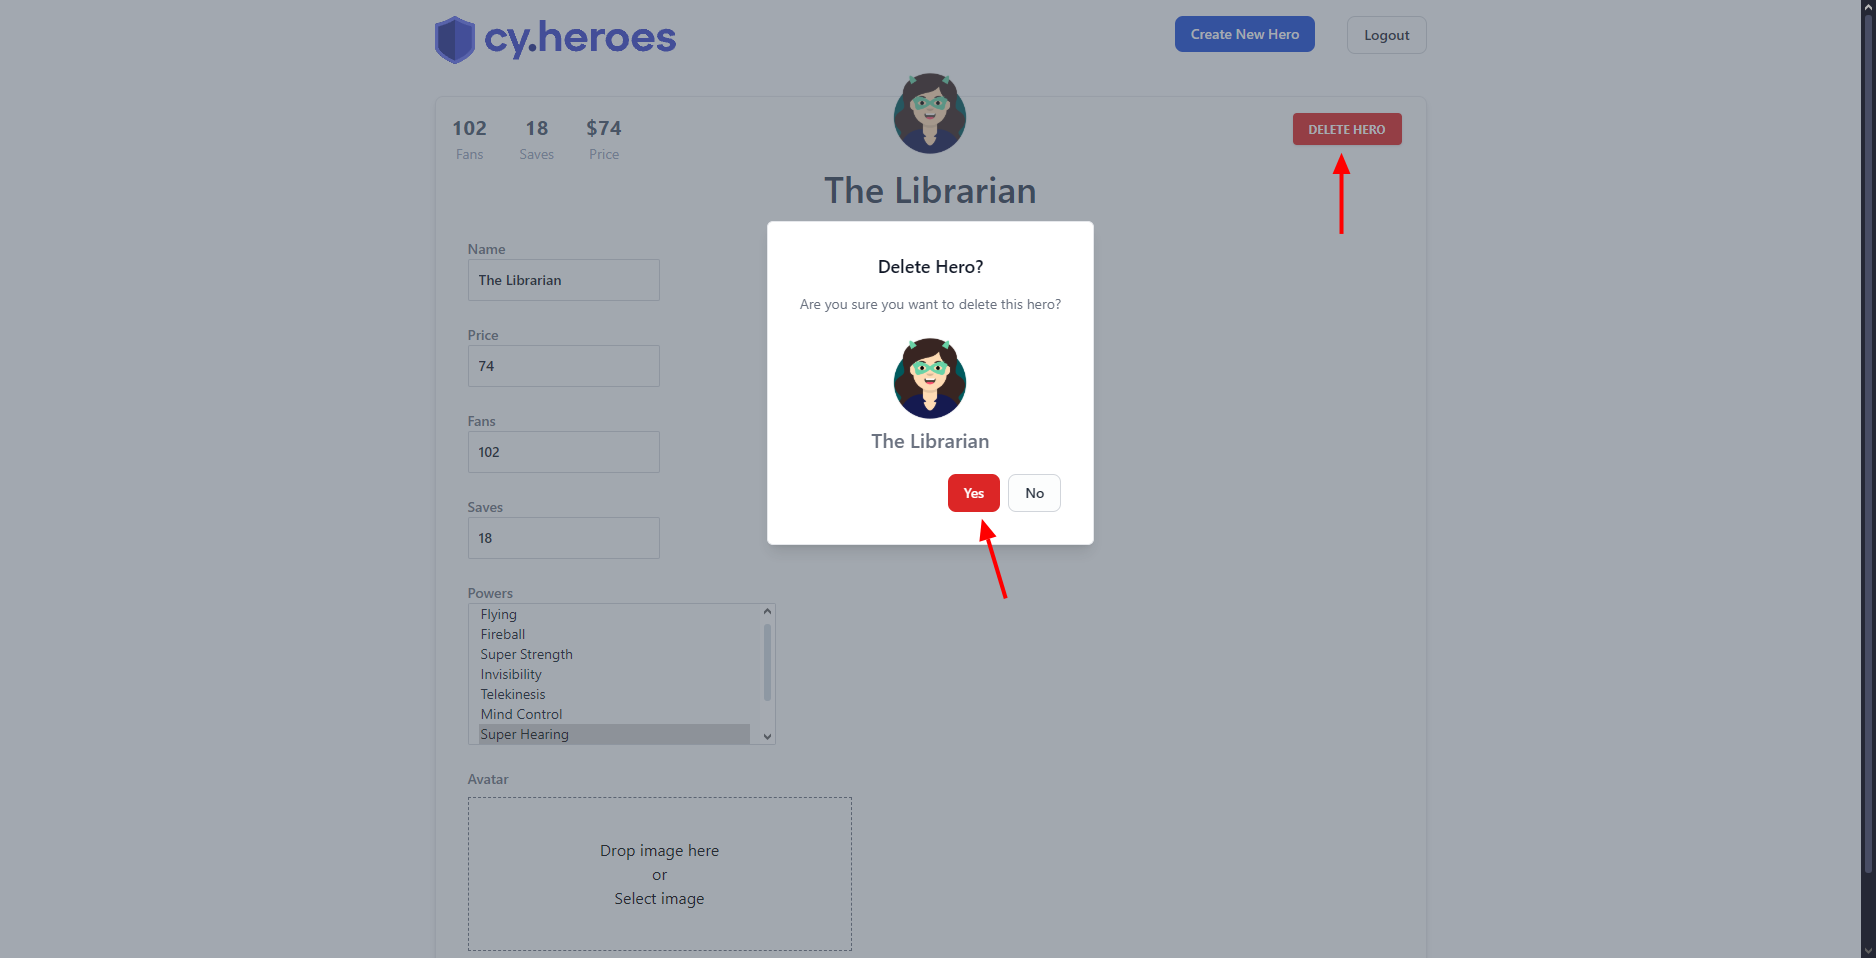 cy.heroes
Create New Hero
Logout
102
18
$74
Fans
Saves
Price
DELETE HERO
The Librarian
Name
The Librarian
Price
74
Fans
102
Saves
18
Powers
Flying
Fireball
Super Strength
Invisibility
Telekinesis
Mind Control
Super Hearing
Avatar
Drop image here
or
Select image
Delete Hero?
Are you sure you want to delete this hero?
The Librarian
Yes
No